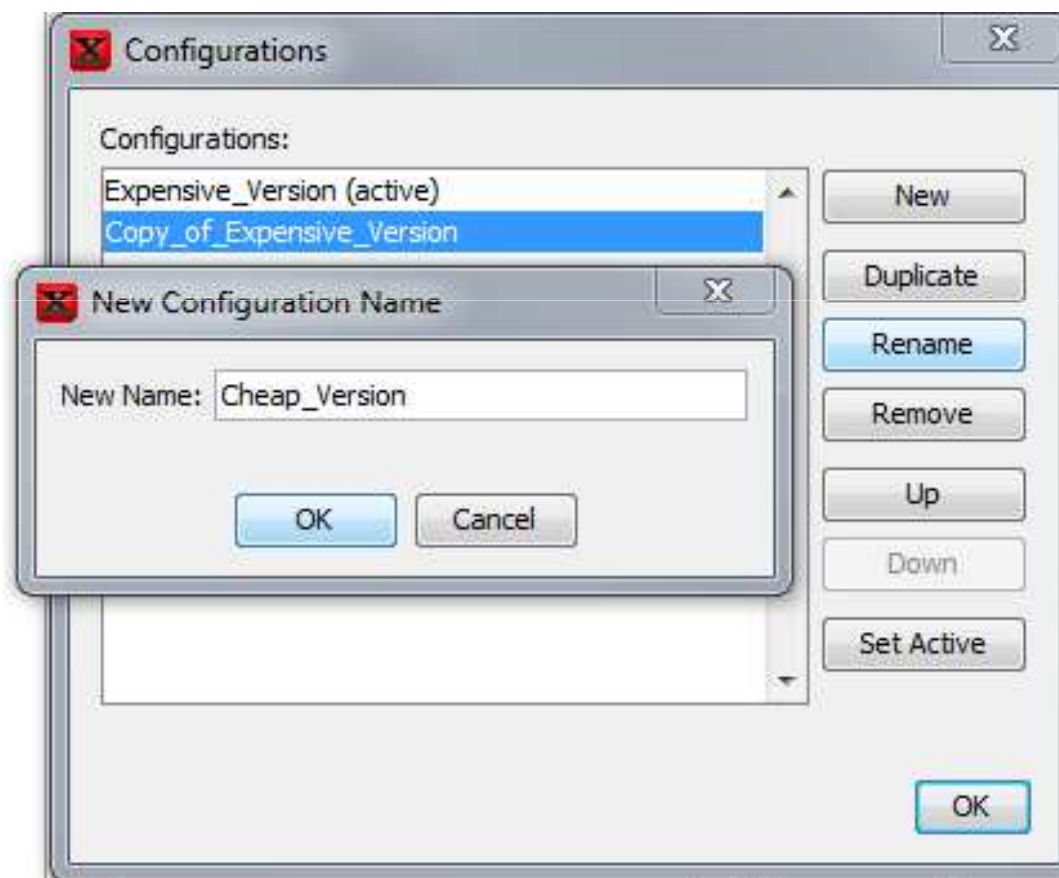 Configurations
Configurations:
Expensive_Version (active)
Copy_of_Expensive_Version
New
Duplicate
Rename
Remove
Up
Down
Set Active
OK
New Configuration Name
New Name: Cheap_Version
OK
Cancel